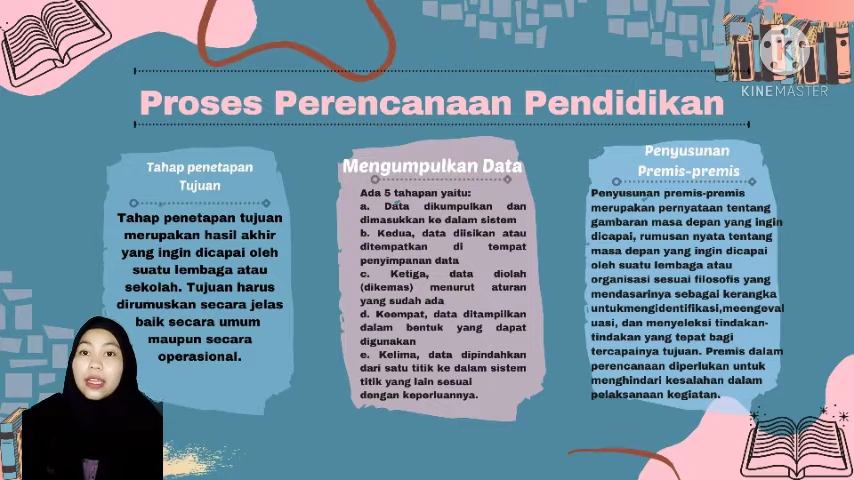 KINEMASTER
Proses Perencanaan Pendidikan
Tahap penetapan
Tujuan
Tahap penetapan tujuan
merupakan hasil akhir
yang ingin dicapai oleh
suatu lembaga atau
sekolah. Tujuan harus
dirumuskan secara jelas
baik secara umum
maupun secara
operasional.
Mengumpulkan Data
Ada 5 tahapan yaitu:
a. Data dikumpulkan dan
dimasukkan ke dalam sistem
b. Kedua, data diisikan atau
ditempatkan di tempat
penyimpanan data
c. Ketiga, data diolah
(dikemas) menurut aturan
yang sudah ada
d. Keempat, data ditampilkan
dalam bentuk yang dapat
digunakan
e. Kelima, data dipindahkan
dari satu titik ke dalam sistem
titik yang lain sesuai
dengan keperluannya.
Penyusunan
Premis-premis
Penyusunan premis-premis
merupakan pernyataan tentang
gambaran masa depan yang ingin
dicapai, rumusan nyata tentang
masa depan yang ingin dicapai
oleh suatu lembaga atau
organisasi sesuai filosofis yang
mendasarinya sebagai kerangka
untukmengidentifikasi,meengeval
uasi, dan menyeleksi tindakan-
tindakan yang tepat bagi
tercapainya tujuan. Premis dalam
perencanaan diperlukan untuk
menghindari kesalahan dalam
pelaksanaan kegiatan.